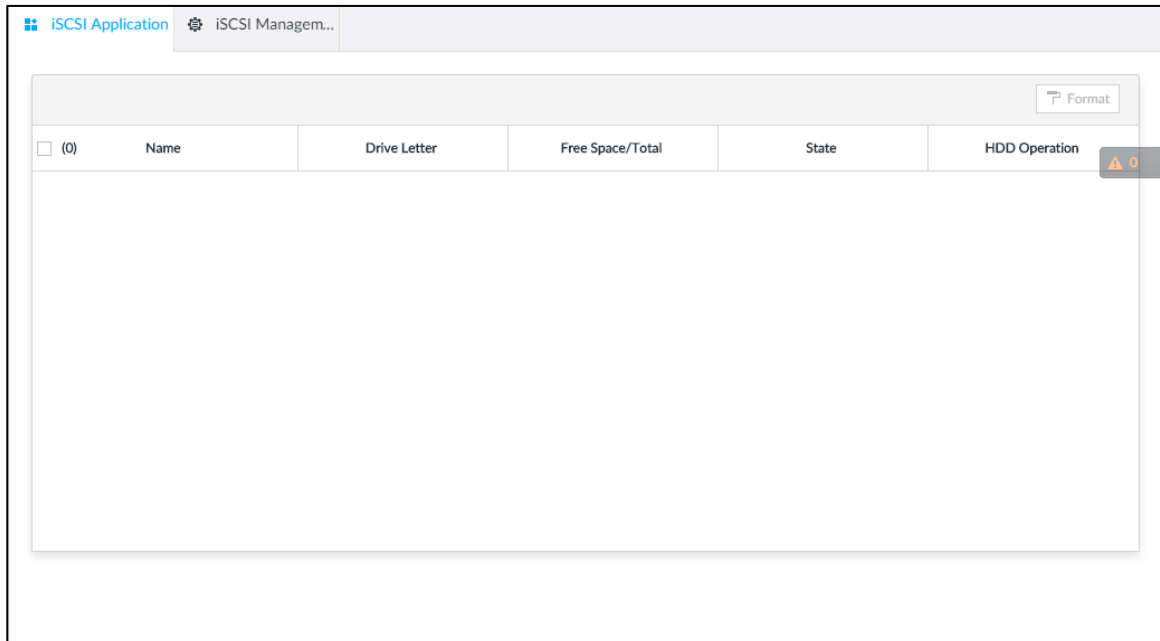 iSCSI Application iSCSI Managem...
Format
(0) Name Drive Letter Free Space/Total State HDD Operation
0